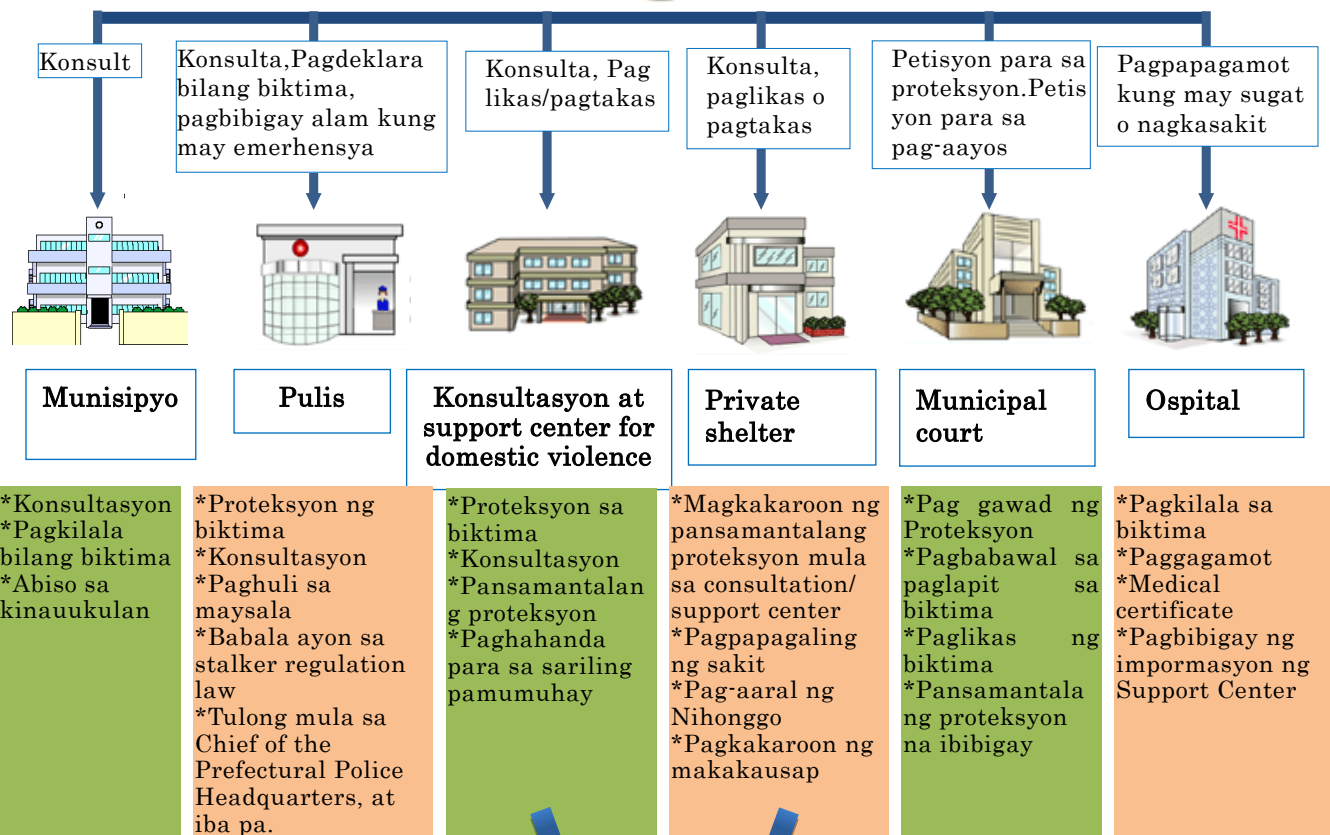 Konsult
Konsulta,Pagdeklara
bilang biktima,
pagbibigay alam kung
may emerhensya
Konsulta, Pag
likas/pagtakas
Konsulta,
paglikas o
pagtakas
Petisyon para sa
proteksyon.Petis
yon para sa
pag-aayos
Pagpapagamot
kung may sugat
o nagkasakit
Munisipyo
Pulis
Konsultasyon at
support center for
domestic violence
Private
shelter
Municipal
court
Ospital
*Konsultasyon
*Pagkilala
bilang biktima
*Abiso sa
kinauukulan
*Proteksyon ng
biktima
*Konsultasyon
*Paghuli sa
maysala
*Babala ayon sa
stalker regulation
law
*Tulong mula sa
Chief of the
Prefectural Police
Headquarters, at
iba pa.
*Proteksyon sa
biktima
*Konsultasyon
*Pansamantalan
g proteksyon
*Paghahanda
para sa sariling
pamumuhay
*Magkakaroon ng
pansamantalang
proteksyon mula
sa consultation/
support center
*Pagpapagaling
ng sakit
*Pag-aaral ng
Nihonggo
*Pagkakaroon ng
makakausap
*Pag gawad ng
Proteksyon
*Pagbabawal sa
paglapit sa
biktima
*Paglikas ng
biktima
*Pansamantala
ng proteksyon
na ibibigay
*Pagkilala sa
biktima
*Paggagamot
*Medical
certificate
*Pagbibigay ng
impormasyon ng
Support Center